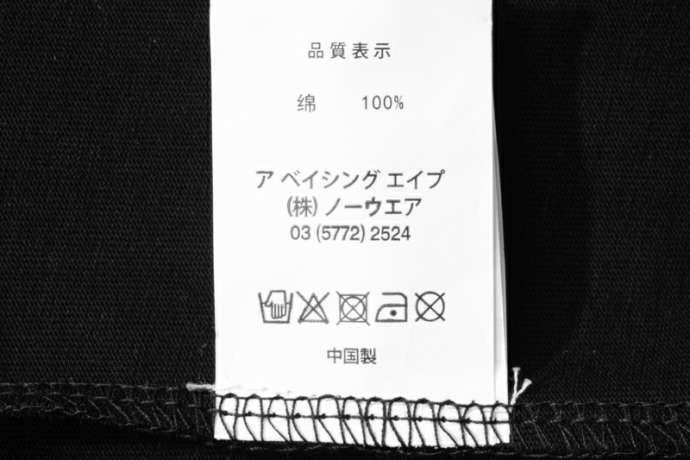 品質表示
绵 100%
ア ベイシング エイプ
(株) ノーウエア
03 (5772) 2524
中国製